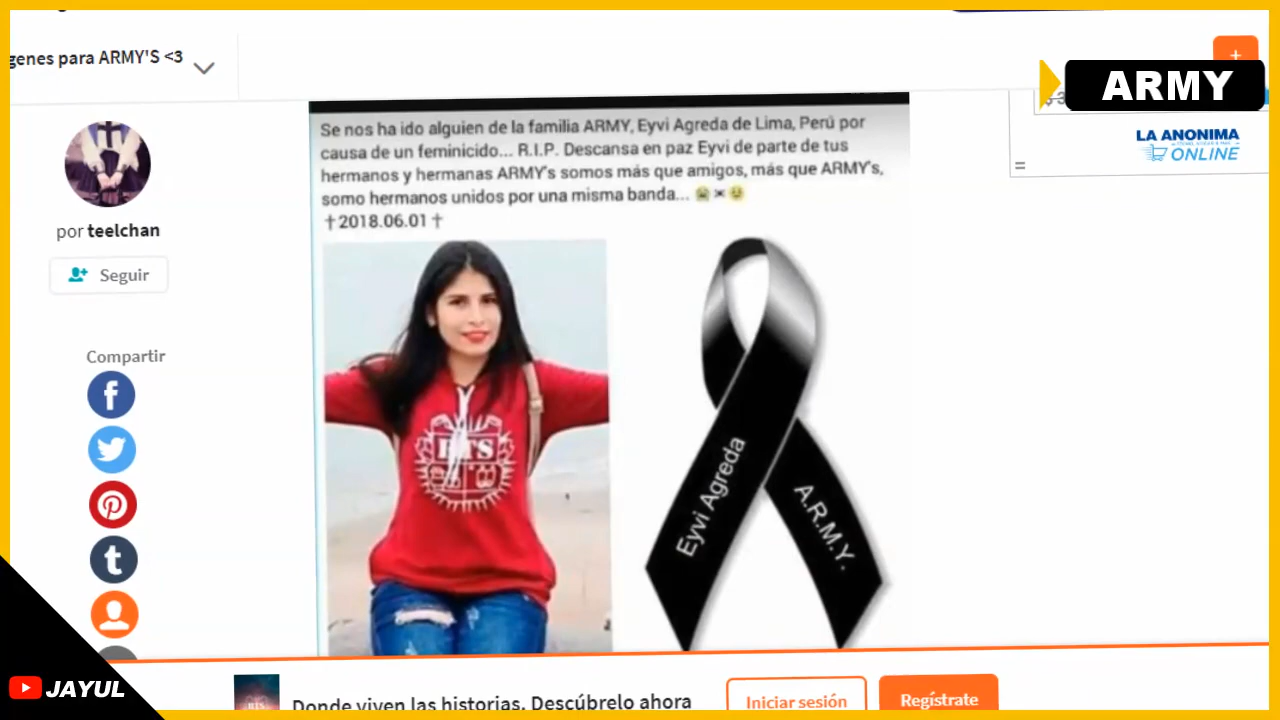 genes para ARMY'S <3
+
ARMY
Se nos ha ido alguien de la familia ARMY, Eyvi Agreda de Lima, Perú por
causa de un feminicido... R.I.P. Descansa en paz Eyvi de parte de tus
hermanos y hermanas ARMY's somos más que amigos, más que ARMY's,
somo hermanos unidos por una misma banda...
†2018.06.01†
LA ANONIMA
ONLINE
=
por teelchan
Seguir
Compartir
BTS
Eyvi Agreda
A.R.M.Y.
JAYUL
Donde viven las historias. Descúbrelo ahora
Iniciar sesión
Regístrate